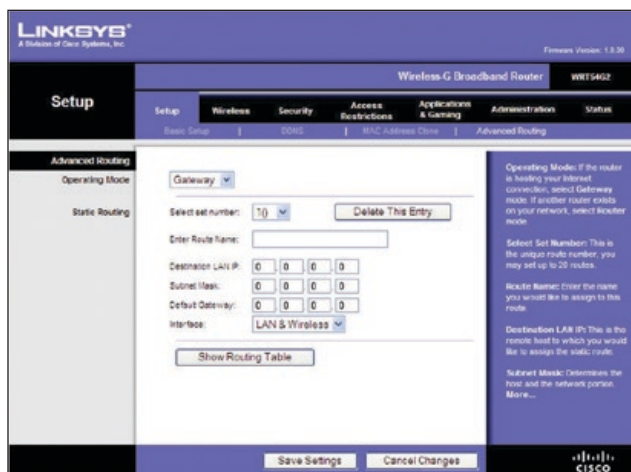 LINKSYS®
A Division of Cisco Systems, Inc.
Firmware Version: 1.0.00
Wireless-G Broadband Router
WRT54G2
Setup
Setup Wireless Security Access Restrictions Applications & Gaming Administration Status
Basic Setup | DDNS | MAC Address Clone | Advanced Routing
Advanced Routing
Operating Mode
Gateway
Static Routing
Select set number:
Delete This Entry
Enter Route Name:
Destination LAN IP: 0 . 0 . 0 . 0
Subnet Mask: 0 . 0 . 0 . 0
Default Gateway: 0 . 0 . 0 . 0
Interface: LAN & Wireless
Show Routing Table
Operating Mode: If the router
is hosting your Internet
connection, select Gateway
mode. If another router exists
on your network, select Router
mode.
Select Set Number: This is
the unique route number, you
may set up to 20 routes.
Route Name: Enter the name
you would like to assign to this
route.
Destination LAN IP: This is the
remote host to which you would
like to assign the static route.
Subnet Mask: Determines the
host and the network portion.
More...
Save Settings
Cancel Changes
CISCO